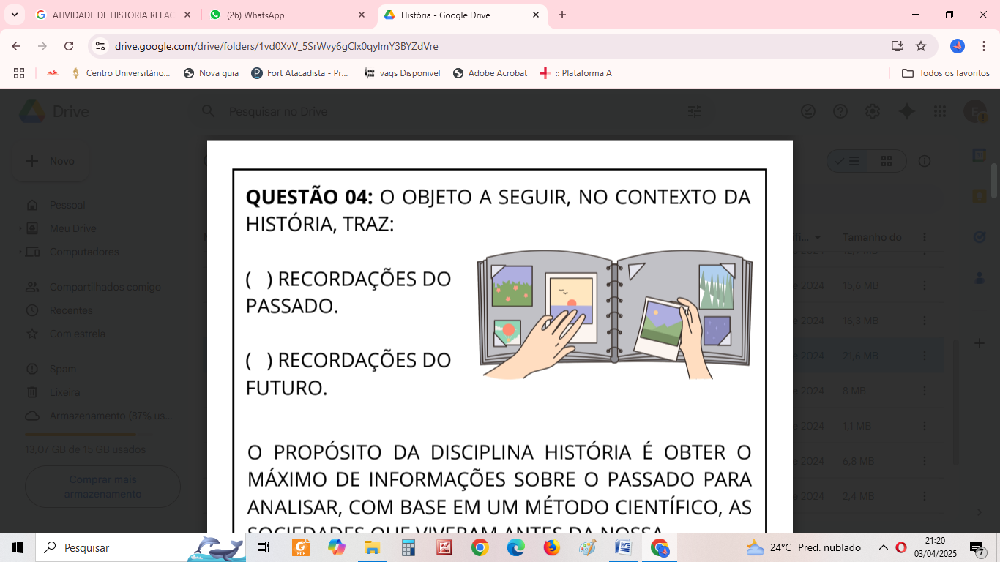 ATIVIDADE DE HISTORIA RELAC
(26) WhatsApp
História - Google Drive
drive.google.com/drive/folders/1vd0XvV_5SrWvy6gClx0qylmY3BYZdVre
Centro Universitário...
Nova guia
Fort Atacadista - Pr...
vags Disponivel
Adobe Acrobat
:: Plataforma A
Todos os favoritos
Drive
Pesquisar no Drive
E
Novo
Pessoal
Meu Drive
Computadores
Compartilhados comigo
Recentes
Com estrela
Spam
Lixeira
Armazenamento (87% us...
13,07 GB de 15 GB usados
Comprar mais
armazenamento
QUESTÃO 04: O OBJETO A SEGUIR, NO CONTEXTO DA
HISTÓRIA, TRAZ:
( ) RECORDAÇÕES DO
PASSADO.
( ) RECORDAÇÕES DO
FUTURO.
O PROPÓSITO DA DISCIPLINA HISTÓRIA É OBTER O
MÁXIMO DE INFORMAÇÕES SOBRE O PASSADO PARA
ANALISAR, COM BASE EM UM MÉTODO CIENTÍFICO, AS
SOCIEDADES QUE VIVERAM ANTES DA NOSSA
Tamanho do
2024 15,6 MB
2024 16,3 MB
2024 21,6 MB
2024 8 MB
2024 1,1 MB
2024 6,8 MB
2024 2,4 MB
Pesquisar
PDF
24°C Pred. nublado
21:20
03/04/2025
7